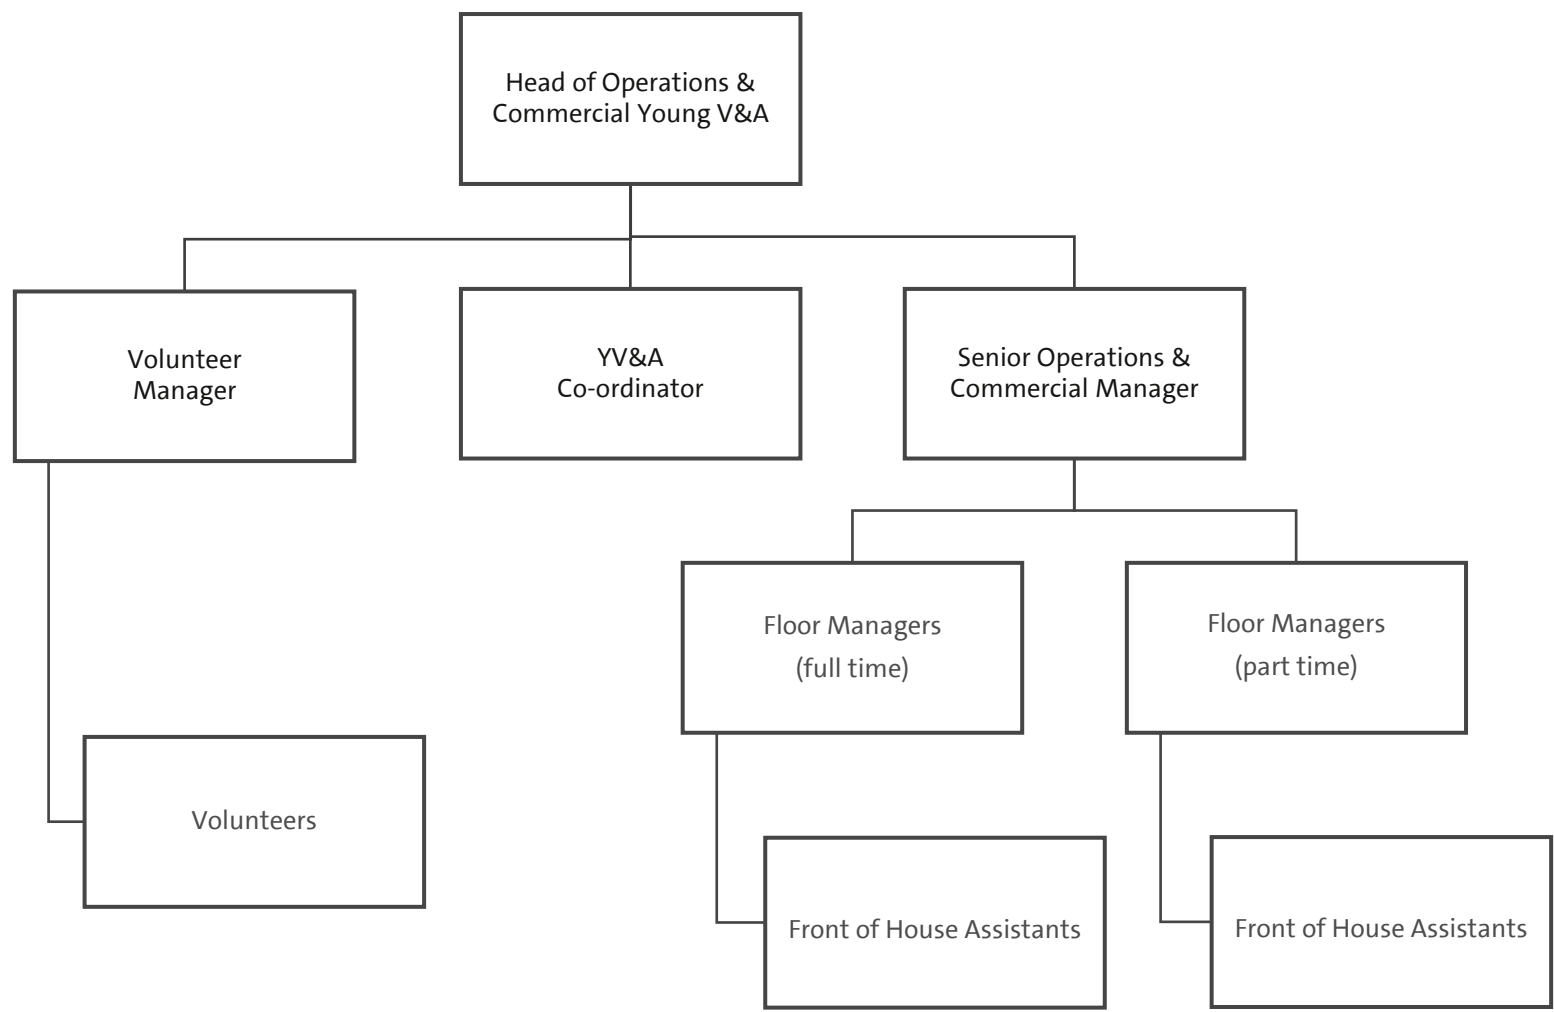 Head of Operations &
Commercial Young V&A
Volunteer
Manager
YV&A
Co-ordinator
Senior Operations &
Commercial Manager
Floor Managers
(full time)
Floor Managers
(part time)
Volunteers
Front of House Assistants
Front of House Assistants